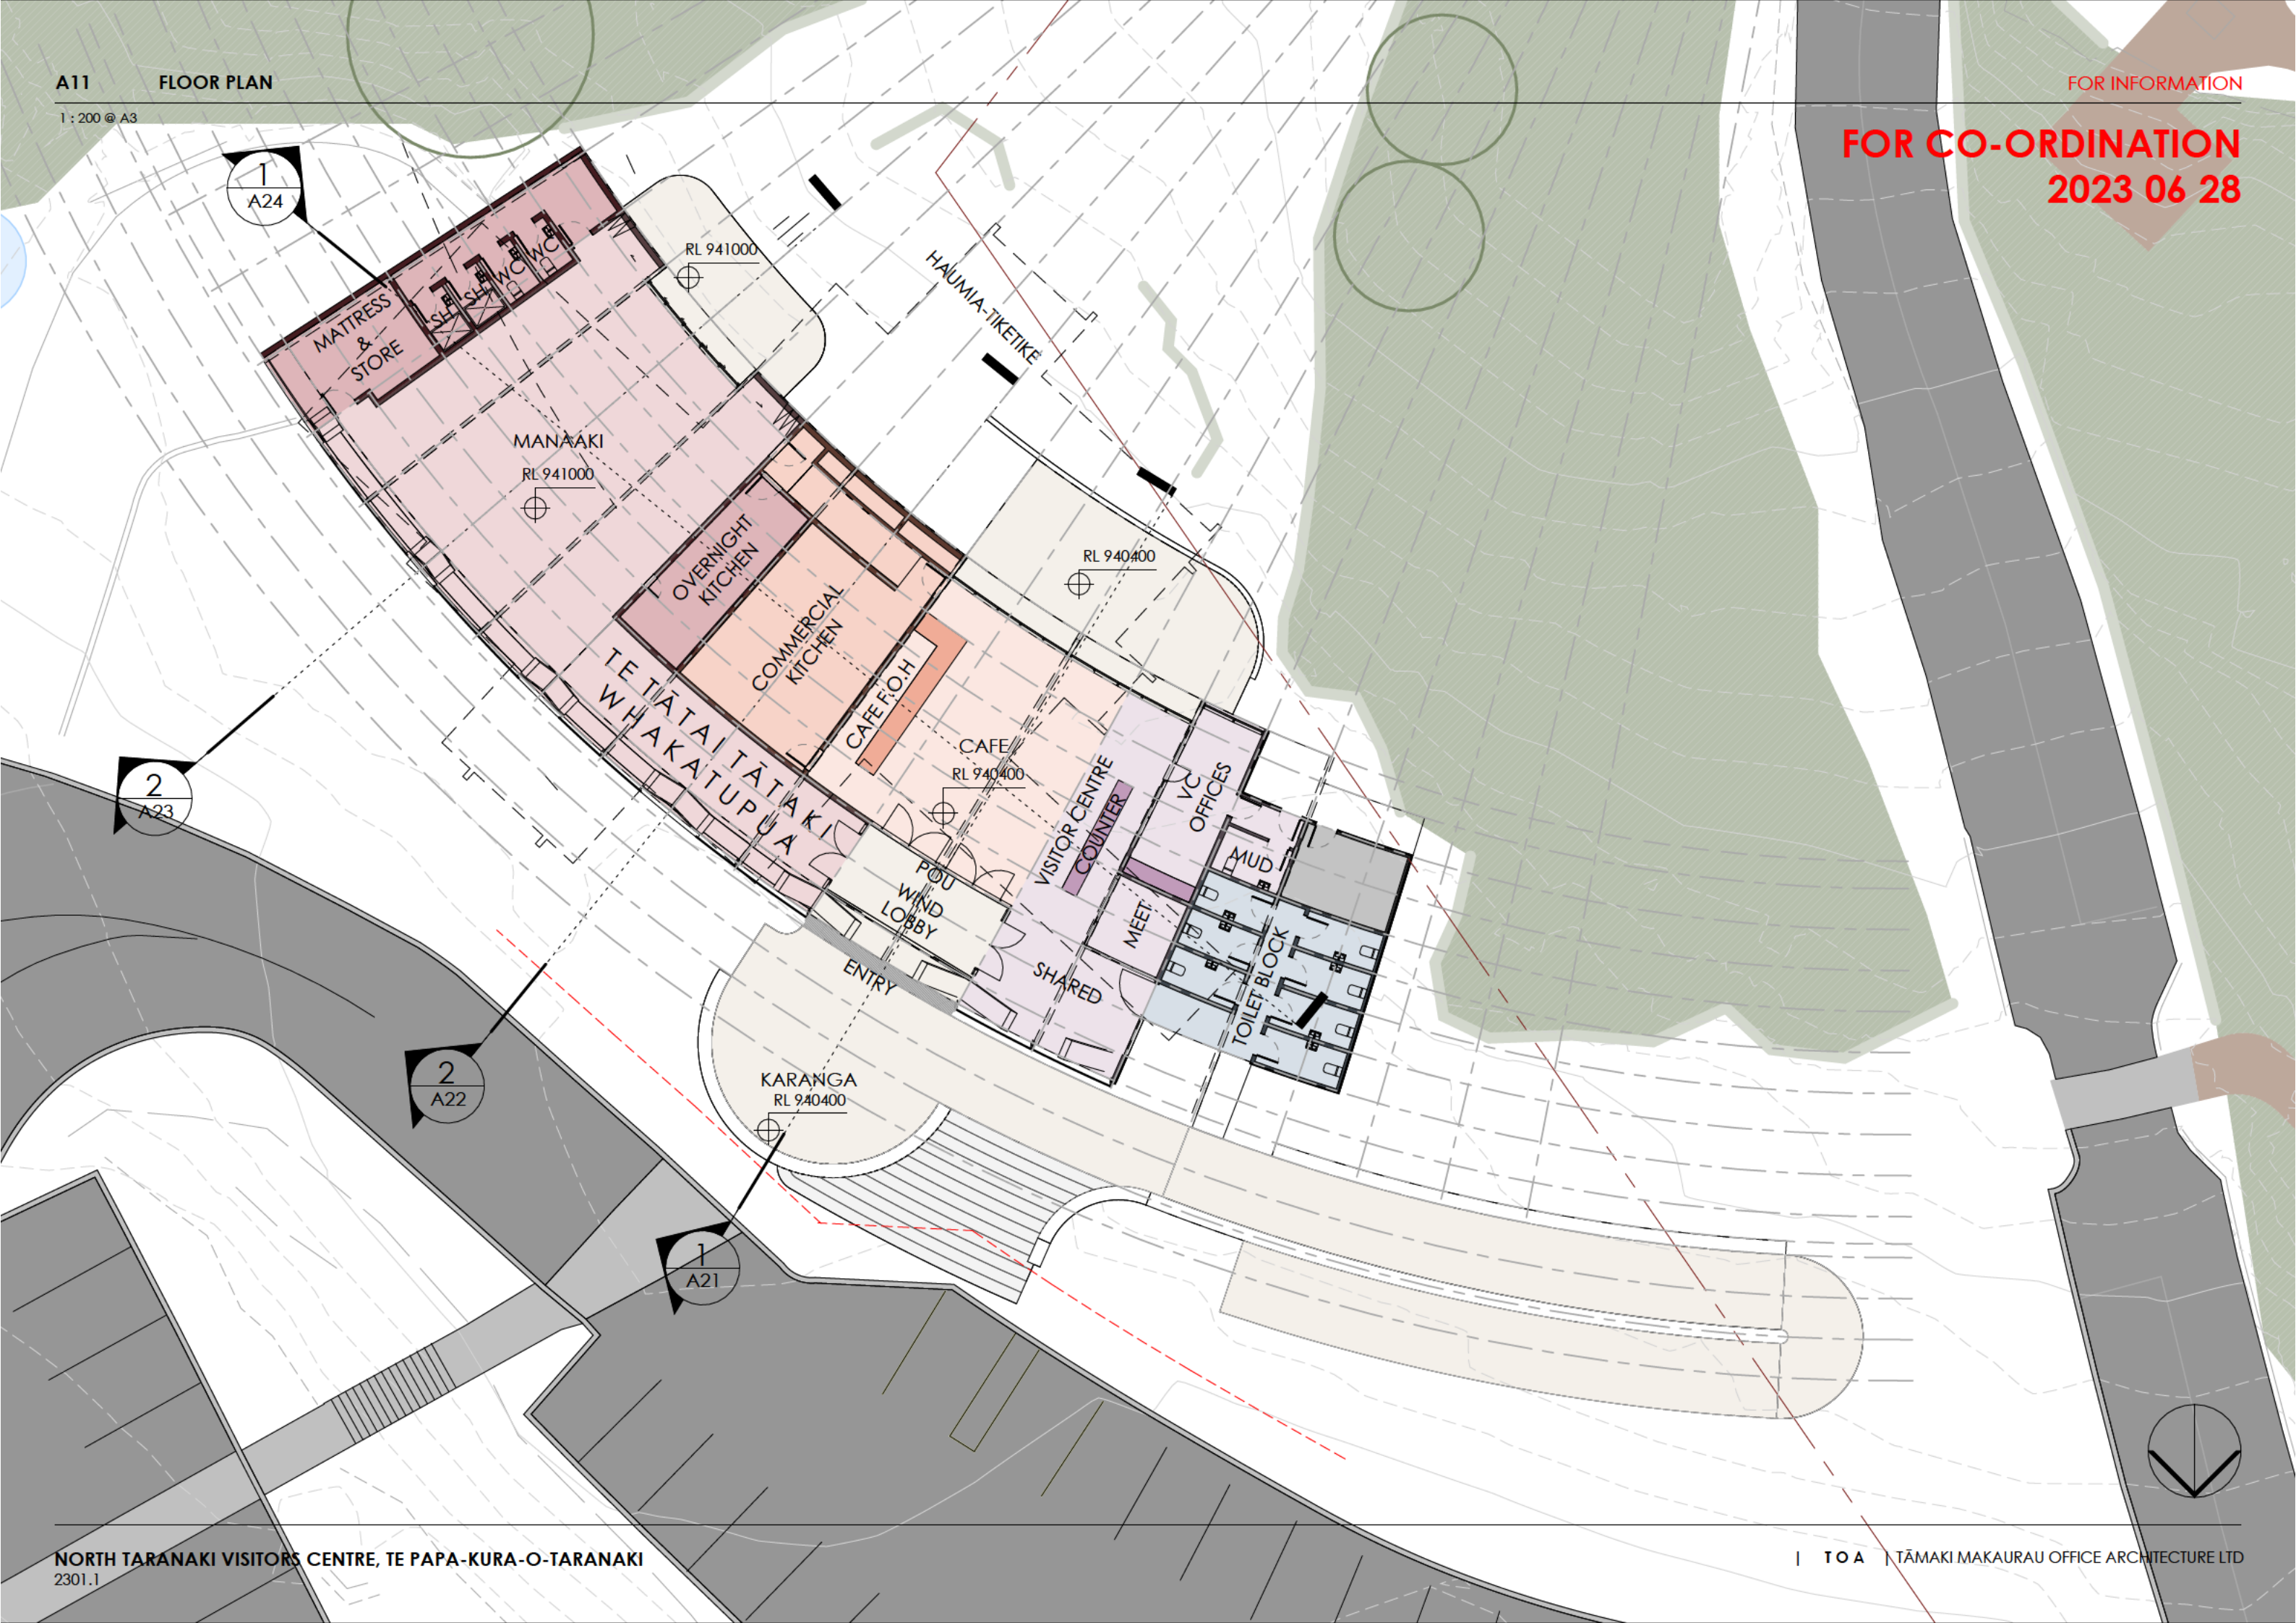 A11 FLOOR PLAN
FOR INFORMATION
1 : 200 @ A3
FOR CO-ORDINATION
2023 06 28
1
A24
RL 941000
HAUMIA-TIKETIKE
MATTRESS
&
STORE
SH
SH
WC
WC
MANAAKI
RL 941000
OVERNIGHT
KITCHEN
COMMERCIAL
KITCHEN
RL 940400
TE TĀTAI TĀTAKI
WHAKATUPUA
CAFE F.O.H
CAFE
RL 940400
VISITOR CENTRE
COUNTER
VC
OFFICES
MUD
MEET
TOILET BLOCK
POU
WIND
LOBBY
ENTRY
SHARED
2
A23
2
A22
KARANGA
RL 940400
1
A21
NORTH TARANAKI VISITORS CENTRE, TE PAPA-KURA-O-TARANAKI
2301.1
| TOA | TĀMAKI MAKAURAU OFFICE ARCHITECTURE LTD